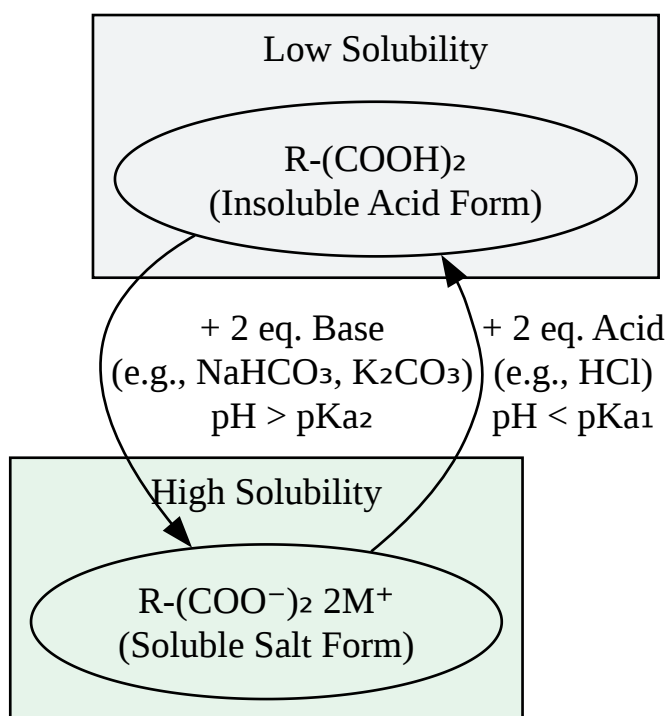 Low Solubility
R-(COOH)₂
(Insoluble Acid Form)
+ 2 eq. Base
(e.g., NaHCO₃, K₂CO₃)
pH > pKa₂
+ 2 eq. Acid
(e.g., HCl)
pH < pKa₁
High Solubility
R-(COO⁻)₂ 2M⁺
(Soluble Salt Form)